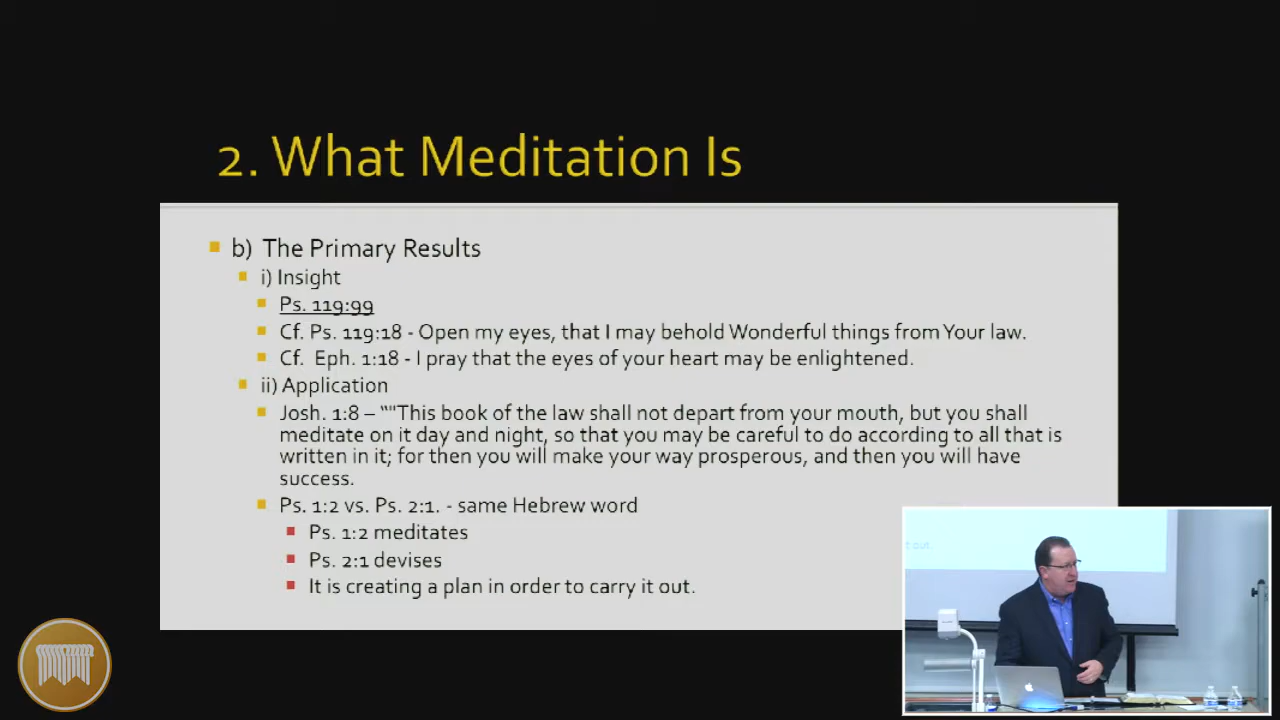 2. What Meditation Is
b) The Primary Results
i) Insight
Ps. 119:99
Cf. Ps. 119:18 - Open my eyes, that I may behold Wonderful things from Your law.
Cf. Eph. 1:18 - I pray that the eyes of your heart may be enlightened.
ii) Application
Josh. 1:8 – “"This book of the law shall not depart from your mouth, but you shall
meditate on it day and night, so that you may be careful to do according to all that is
written in it; for then you will make your way prosperous, and then you will have
success.
Ps. 1:2 vs. Ps. 2:1. - same Hebrew word
Ps. 1:2 meditates
Ps. 2:1 devises
It is creating a plan in order to carry it out.
out.